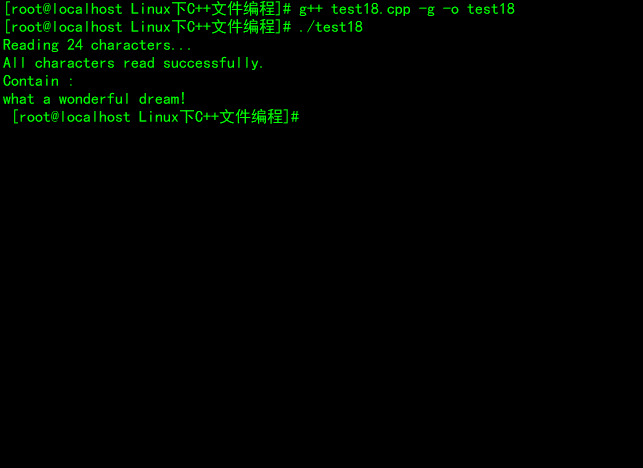 [root@localhost Linux下C++文件编程]# g++ test18.cpp -g -o test18
[root@localhost Linux下C++文件编程]# ./test18
Reading 24 characters...
All characters read successfully.
Contain :
what a wonderful dream!
[root@localhost Linux下C++文件编程]#